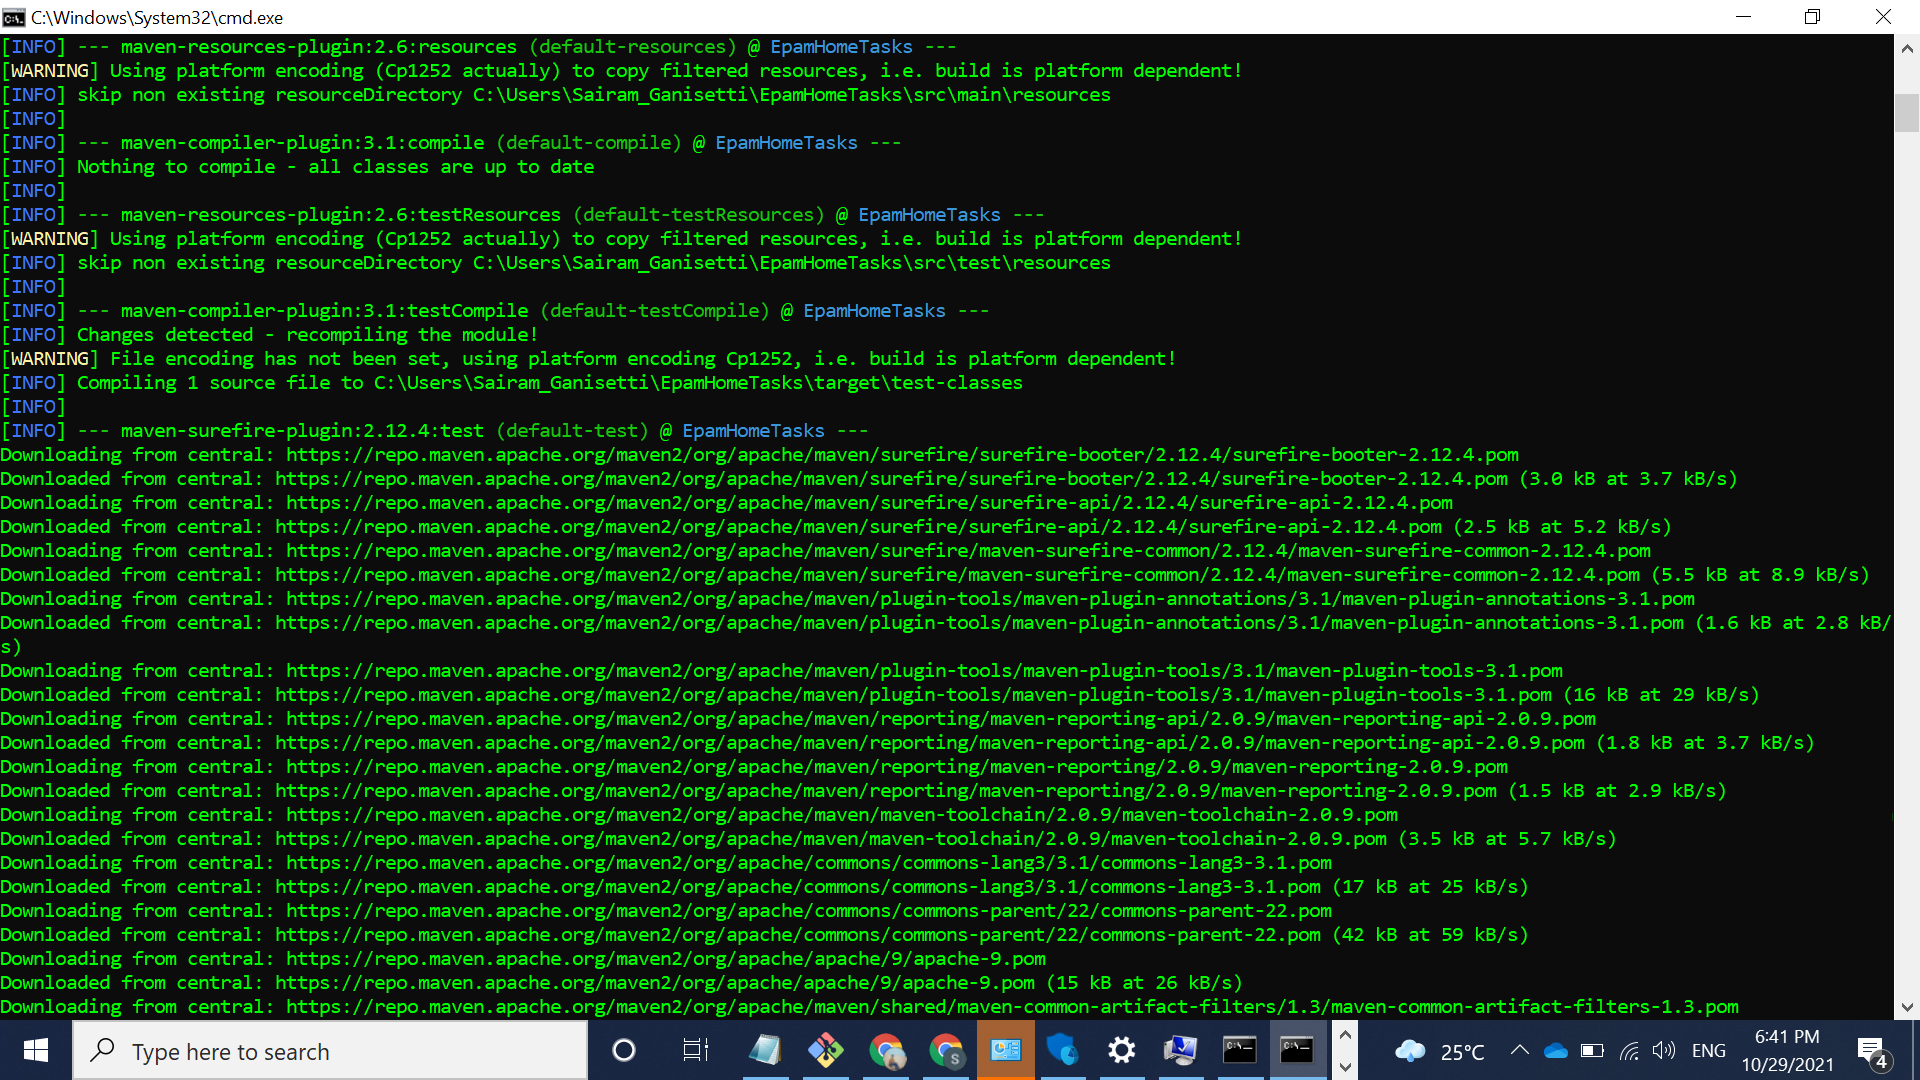 C:\Windows\System32\cmd.exe
[INFO] --- maven-resources-plugin:2.6:resources (default-resources) @ EpamHomeTasks ---
[WARNING] Using platform encoding (Cp1252 actually) to copy filtered resources, i.e. build is platform dependent!
[INFO] skip non existing resourceDirectory C:\Users\Sairam_Ganisetti\EpamHomeTasks\src\main\resources
[INFO]
[INFO] --- maven-compiler-plugin:3.1:compile (default-compile) @ EpamHomeTasks ---
[INFO] Nothing to compile - all classes are up to date
[INFO]
[INFO] --- maven-resources-plugin:2.6:testResources (default-testResources) @ EpamHomeTasks ---
[WARNING] Using platform encoding (Cp1252 actually) to copy filtered resources, i.e. build is platform dependent!
[INFO] skip non existing resourceDirectory C:\Users\Sairam_Ganisetti\EpamHomeTasks\src\test\resources
[INFO]
[INFO] --- maven-compiler-plugin:3.1:testCompile (default-testCompile) @ EpamHomeTasks ---
[INFO] Changes detected - recompiling the module!
[WARNING] File encoding has not been set, using platform encoding Cp1252, i.e. build is platform dependent!
[INFO] Compiling 1 source file to C:\Users\Sairam_Ganisetti\EpamHomeTasks\target\test-classes
[INFO]
[INFO] --- maven-surefire-plugin:2.12.4:test (default-test) @ EpamHomeTasks ---
Downloading from central: https://repo.maven.apache.org/maven2/org/apache/maven/surefire/surefire-booter/2.12.4/surefire-booter-2.12.4.pom
Downloaded from central: https://repo.maven.apache.org/maven2/org/apache/maven/surefire/surefire-booter/2.12.4/surefire-booter-2.12.4.pom (3.0 kB at 3.7 kB/s)
Downloading from central: https://repo.maven.apache.org/maven2/org/apache/maven/surefire/surefire-api/2.12.4/surefire-api-2.12.4.pom
Downloaded from central: https://repo.maven.apache.org/maven2/org/apache/maven/surefire/surefire-api/2.12.4/surefire-api-2.12.4.pom (2.5 kB at 5.2 kB/s)
Downloading from central: https://repo.maven.apache.org/maven2/org/apache/maven/surefire/maven-surefire-common/2.12.4/maven-surefire-common-2.12.4.pom
Downloaded from central: https://repo.maven.apache.org/maven2/org/apache/maven/surefire/maven-surefire-common/2.12.4/maven-surefire-common-2.12.4.pom (5.5 kB at 8.9 kB/s)
Downloading from central: https://repo.maven.apache.org/maven2/org/apache/maven/plugin-tools/maven-plugin-annotations/3.1/maven-plugin-annotations-3.1.pom
Downloaded from central: https://repo.maven.apache.org/maven2/org/apache/maven/plugin-tools/maven-plugin-annotations/3.1/maven-plugin-annotations-3.1.pom (1.6 kB at 2.8 kB/
s)
Downloading from central: https://repo.maven.apache.org/maven2/org/apache/maven/plugin-tools/maven-plugin-tools/3.1/maven-plugin-tools-3.1.pom
Downloaded from central: https://repo.maven.apache.org/maven2/org/apache/maven/plugin-tools/maven-plugin-tools/3.1/maven-plugin-tools-3.1.pom (16 kB at 29 kB/s)
Downloading from central: https://repo.maven.apache.org/maven2/org/apache/maven/reporting/maven-reporting-api/2.0.9/maven-reporting-api-2.0.9.pom
Downloaded from central: https://repo.maven.apache.org/maven2/org/apache/maven/reporting/maven-reporting-api/2.0.9/maven-reporting-api-2.0.9.pom (1.8 kB at 3.7 kB/s)
Downloading from central: https://repo.maven.apache.org/maven2/org/apache/maven/reporting/maven-reporting/2.0.9/maven-reporting-2.0.9.pom
Downloaded from central: https://repo.maven.apache.org/maven2/org/apache/maven/reporting/maven-reporting/2.0.9/maven-reporting-2.0.9.pom (1.5 kB at 2.9 kB/s)
Downloading from central: https://repo.maven.apache.org/maven2/org/apache/maven/maven-toolchain/2.0.9/maven-toolchain-2.0.9.pom
Downloaded from central: https://repo.maven.apache.org/maven2/org/apache/maven/maven-toolchain/2.0.9/maven-toolchain-2.0.9.pom (3.5 kB at 5.7 kB/s)
Downloading from central: https://repo.maven.apache.org/maven2/org/apache/commons/commons-lang3/3.1/commons-lang3-3.1.pom
Downloaded from central: https://repo.maven.apache.org/maven2/org/apache/commons/commons-lang3/3.1/commons-lang3-3.1.pom (17 kB at 25 kB/s)
Downloading from central: https://repo.maven.apache.org/maven2/org/apache/commons/commons-parent/22/commons-parent-22.pom
Downloaded from central: https://repo.maven.apache.org/maven2/org/apache/commons/commons-parent/22/commons-parent-22.pom (42 kB at 59 kB/s)
Downloading from central: https://repo.maven.apache.org/maven2/org/apache/apache/9/apache-9.pom
Downloaded from central: https://repo.maven.apache.org/maven2/org/apache/apache/9/apache-9.pom (15 kB at 26 kB/s)
Downloading from central: https://repo.maven.apache.org/maven2/org/apache/maven/shared/maven-common-artifact-filters/1.3/maven-common-artifact-filters-1.3.pom
Type here to search
S
25°C
ENG
6:41 PM
10/29/2021
4